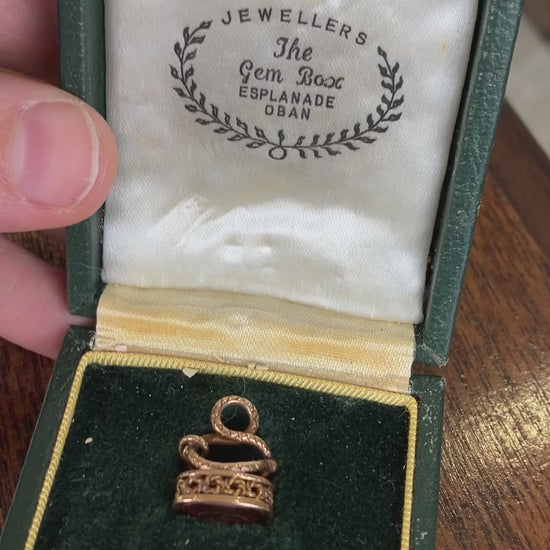 JEWELLERS
The
Gem Box
ESPLANADE
OBAN